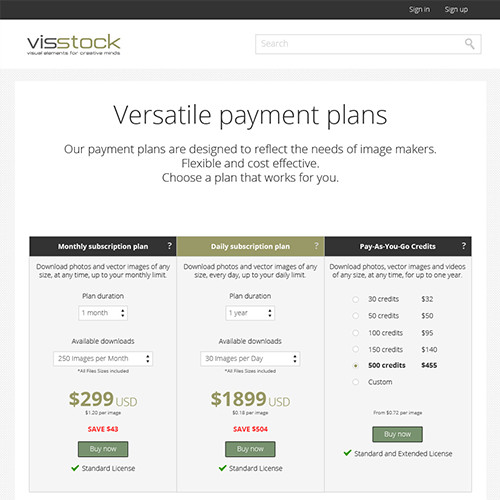 Sign in Sign up
visstock
visual elements for creative minds
Search
Versatile payment plans
Our payment plans are designed to reflect the needs of image makers.
Flexible and cost effective.
Choose a plan that works for you.
Monthly subscription plan ?
Download photos and vector images of any
size, at any time, up to your monthly limit.
Plan duration
1 month
Available downloads
250 Images per Month
*All Files Sizes included
$299 USD
$1.20 per image
SAVE $43
Buy now
Standard License
Daily subscription plan ?
Download photos and vector images of any
size, every day, up to your daily limit.
Plan duration
1 year
Available downloads
30 Images per Day
*All Files Sizes included
$1899 USD
$0.18 per image
SAVE $504
Buy now
Standard License
Pay-As-You-Go Credits ?
Download photos, vector images and videos
of any size, at any time, for up to one year.
30 credits $32
50 credits $50
100 credits $95
150 credits $140
500 credits $455
Custom
From $0.72 per image
Buy now
Standard and Extended License